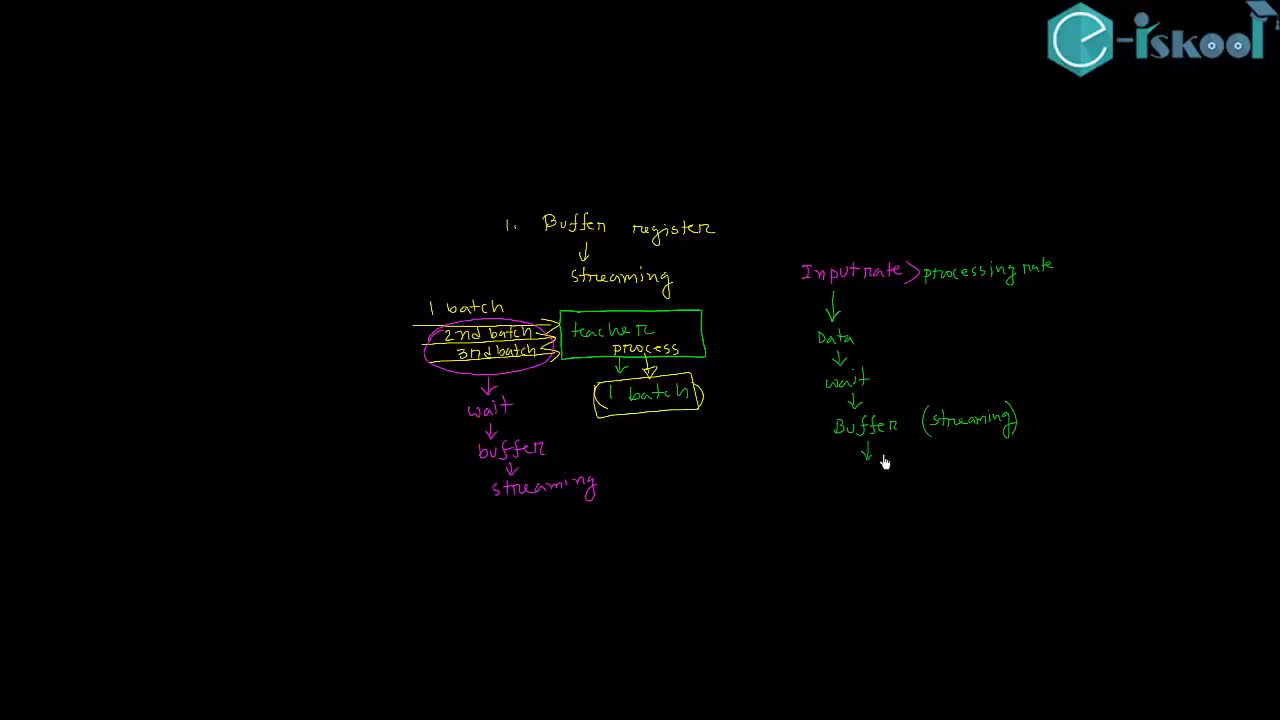 e-iskool
1. Buffer register
streaming
1 batch
2nd batch
3nd batch
teacher
process
1 batch
wait
buffer
streaming
Input rate > processing rate
Data
wait
Buffer (streaming)